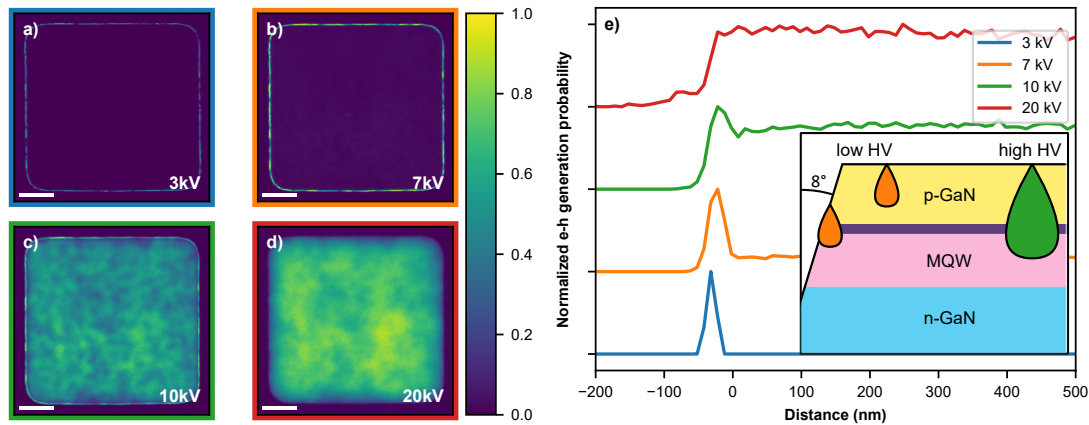 a)
3kV
b)
7kV
c)
10kV
d)
20kV
1.0
0.8
0.6
0.4
0.2
0.0
e)
Normalized e-h generation probability
3 kV
7 kV
10 kV
20 kV
low HV
high HV
8°
p-GaN
MQW
n-GaN
−200
−100
0
100
200
300
400
500
Distance (nm)